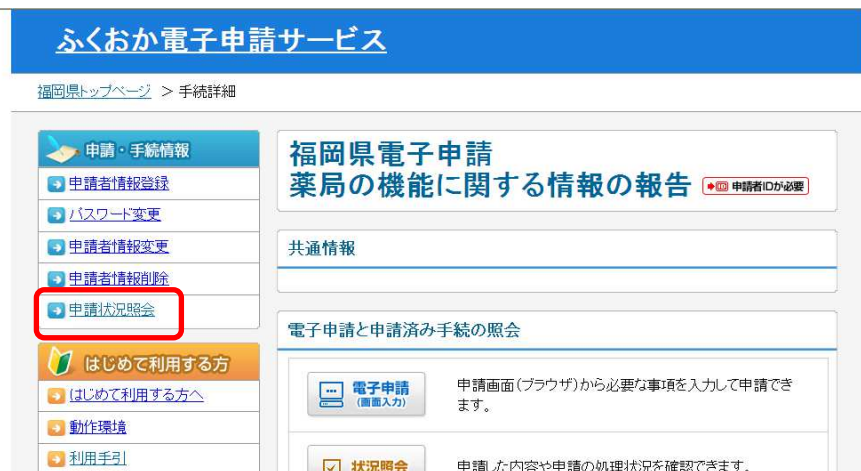 ふくおか電子申請サービス
福岡県トップページ > 手続詳細
申請・手続情報
申請者情報登録
パスワード変更
申請者情報変更
申請者情報削除
申請状況照会
はじめて利用する方
はじめて利用する方へ
動作環境
利用手引
福岡県電子申請
薬局の機能に関する情報の報告 申請者IDが必要
共通情報
電子申請と申請済み手続の照会
電子申請
(画面入力)
申請画面(ブラウザ)から必要な事項を入力して申請でき
ます。
状況照会
申請した内容や申請の処理状況を確認できます。